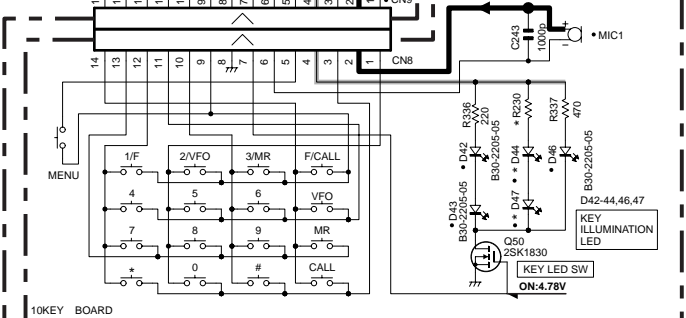 CN9
14 13 12 11 10 9 8 7 6 5 4 3 2 1
CN8
C243
1000p
+
−
• MIC1
MENU
1/F 2/VFO 3/MR F/CALL
4 5 6 VFO
7 8 9 MR
* 0 # CALL
R336
220
* R230
R337
470
• D42
B30-2205-05
• * D44
• D46
B30-2205-05
• D43
B30-2205-05
• * D47
D42-44,46,47
KEY
ILLUMINATION
LED
Q50
2SK1830
KEY LED SW
ON:4.78V
10KEY BOARD